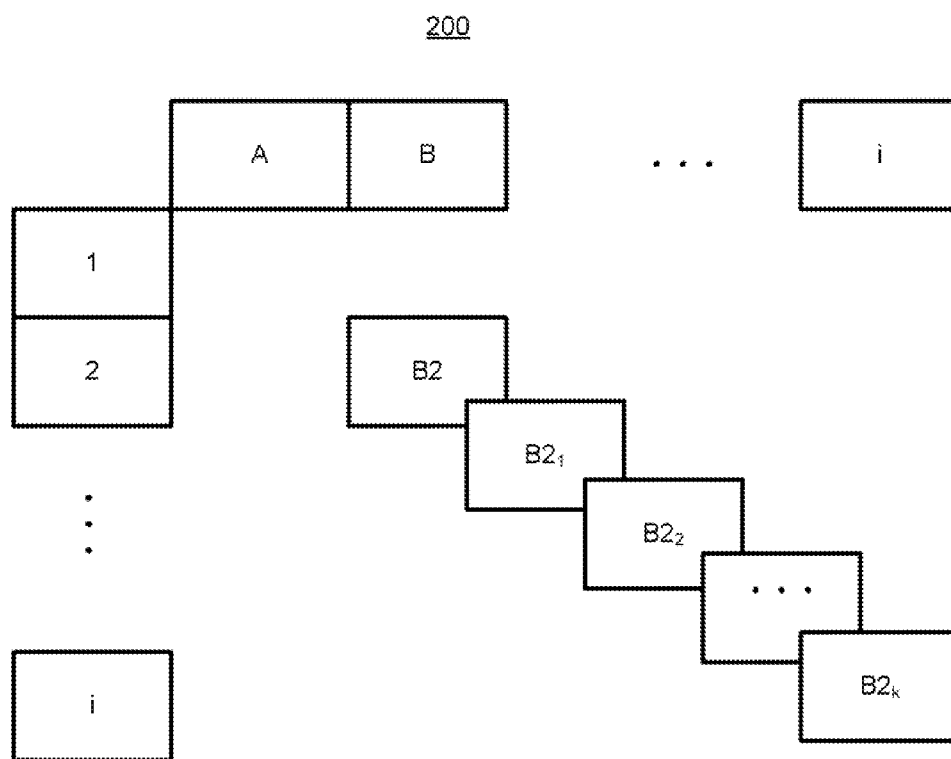 200
A B . . . i
1
2 B2
B2₁
B2₂
. . .
B2ₖ
i